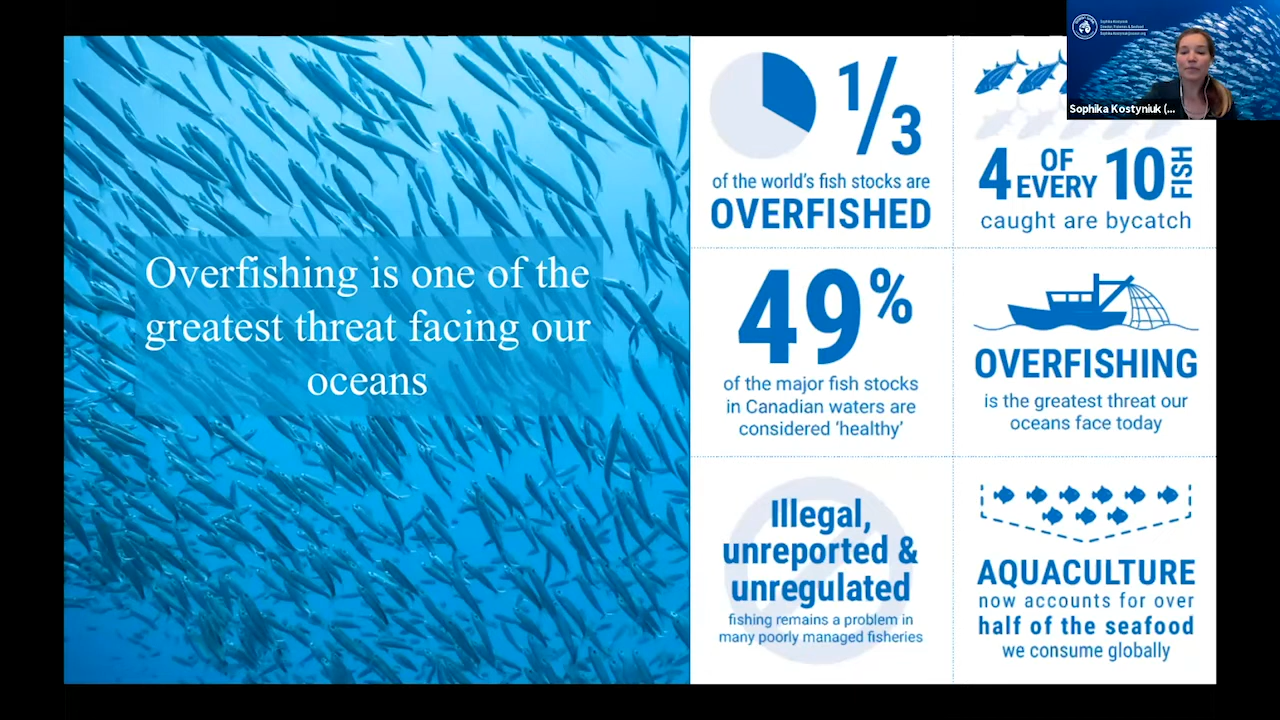 Overfishing is one of the
greatest threat facing our
oceans
1/3
of the world's fish stocks are
OVERFISHED
4 OF EVERY 10 FISH
caught are bycatch
49%
of the major fish stocks
in Canadian waters are
considered 'healthy'
OVERFISHING
is the greatest threat our
oceans face today
Illegal,
unreported &
unregulated
fishing remains a problem in
many poorly managed fisheries
AQUACULTURE
now accounts for over
half of the seafood
we consume globally
Sophika Kostyniuk
Sophika Kostyniuk (...